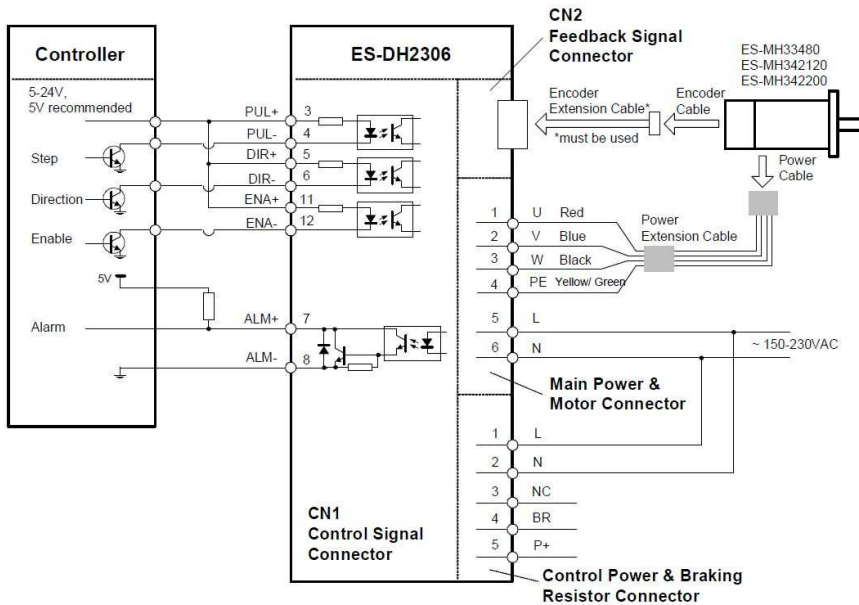 CN2
Feedback Signal
Connector
Controller
ES-DH2306
ES-MH33480
ES-MH342120
ES-MH342200
5-24V,
5V recommended
Encoder
Extension Cable*
Encoder
Cable
*must be used
PUL+ 3
PUL- 4
DIR+ 5
DIR- 6
ENA+ 11
ENA- 12
Step
Direction
Enable
5V
Alarm
ALM+ 7
ALM- 8
Power
Cable
1 U Red
2 V Blue
3 W Black
4 PE Yellow/ Green
Power
Extension Cable
5 L
6 N
~ 150-230VAC
Main Power &
Motor Connector
1 L
2 N
3 NC
4 BR
5 P+
CN1
Control Signal
Connector
Control Power & Braking
Resistor Connector